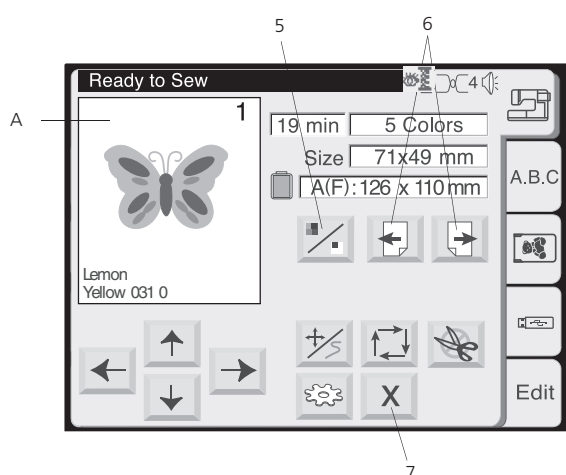 5
6
Ready to Sew
4
A
1
19 min
5 Colors
Size
71x49 mm
A(F): 126 x 110 mm
A.B.C
Lemon
Yellow 031 0
X
Edit
7